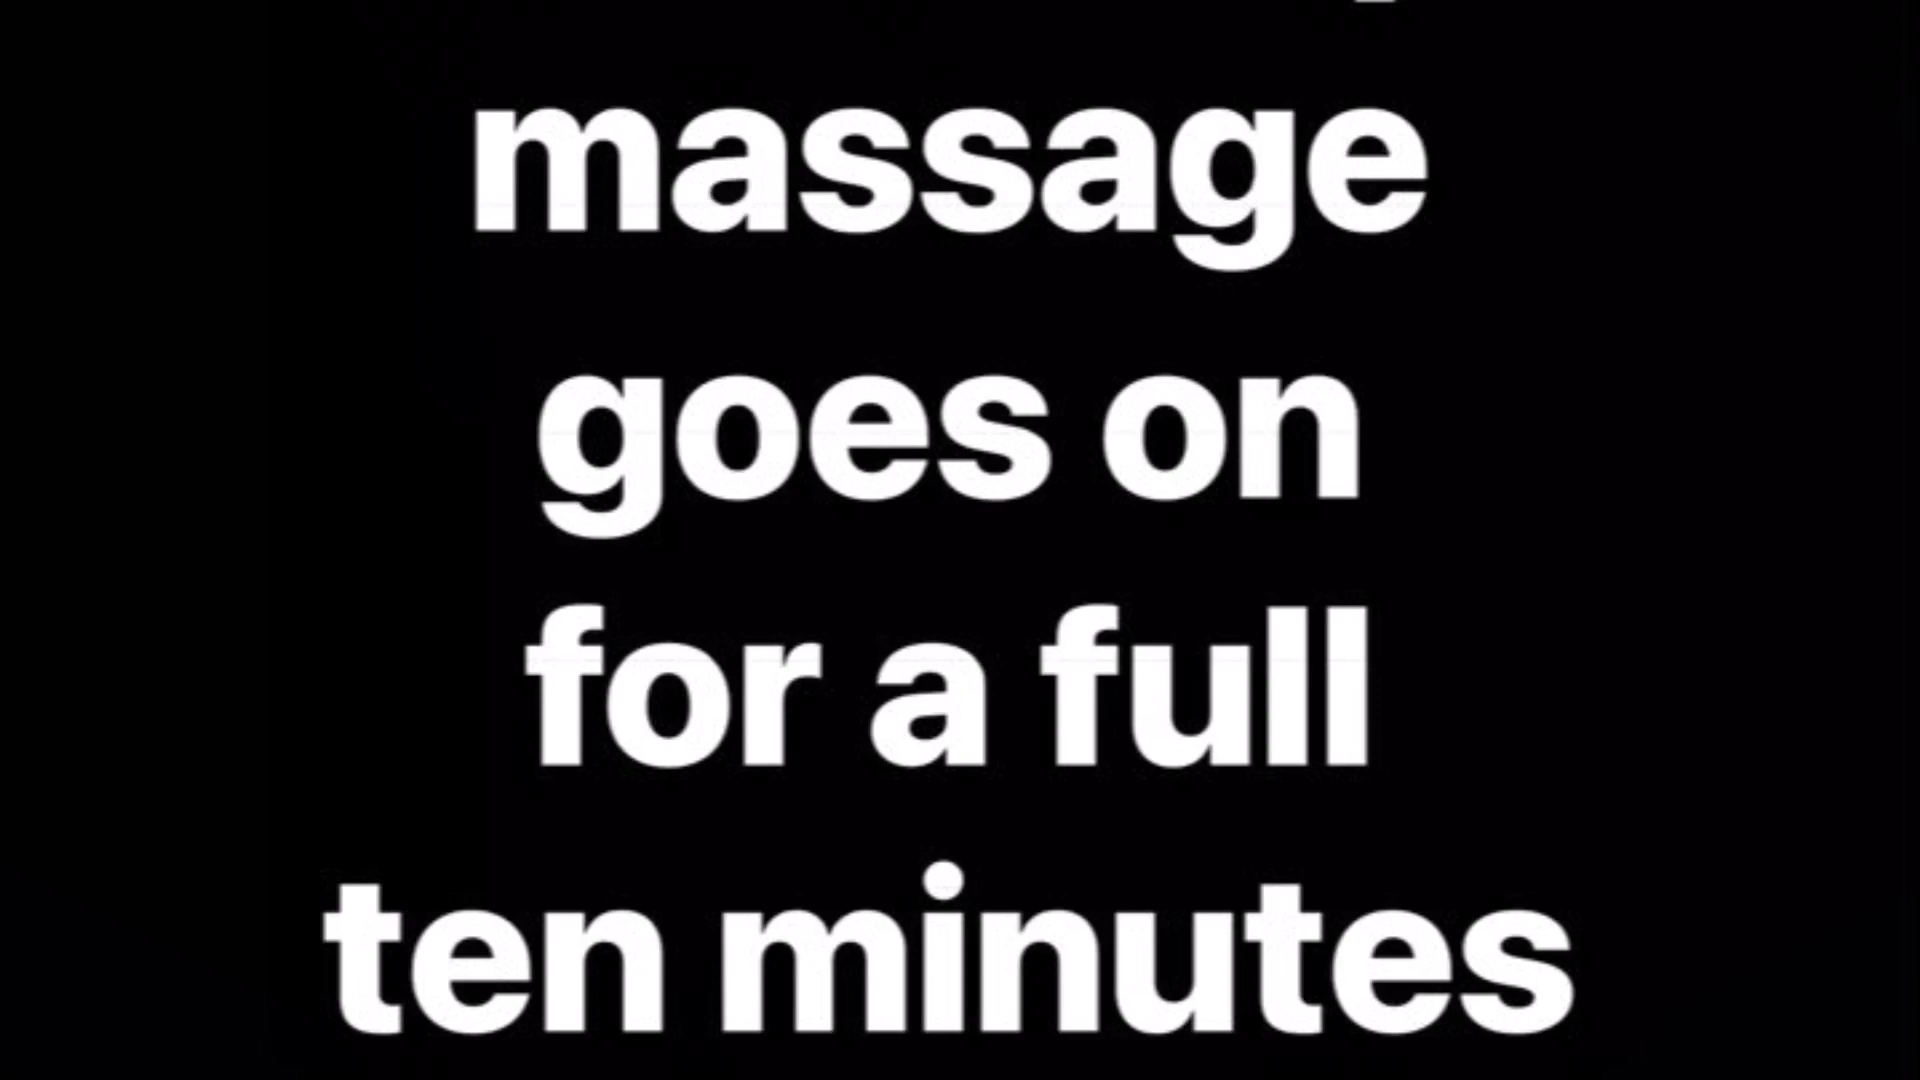 massage
goes on
for a full
ten minutes